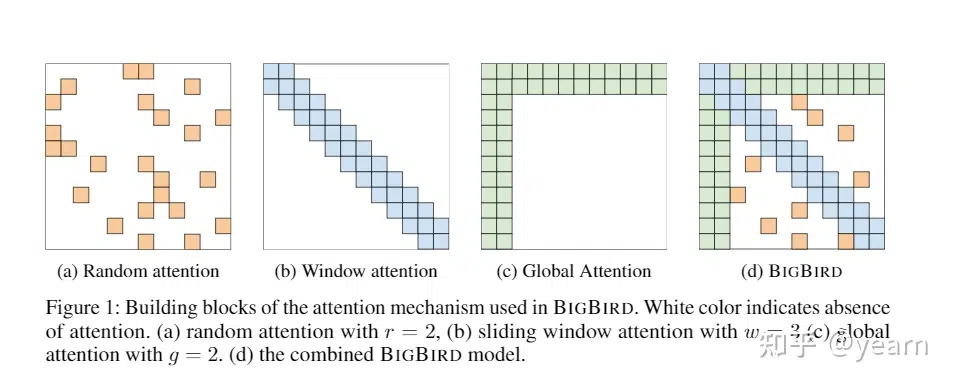 (a) Random attention (b) Window attention (c) Global Attention (d) BIGBIRD
Figure 1: Building blocks of the attention mechanism used in BIGBIRD. White color indicates absence
of attention. (a) random attention with r = 2, (b) sliding window attention with w = 3 (c) global
attention with g = 2. (d) the combined BIGBIRD model.
知乎 @yearn